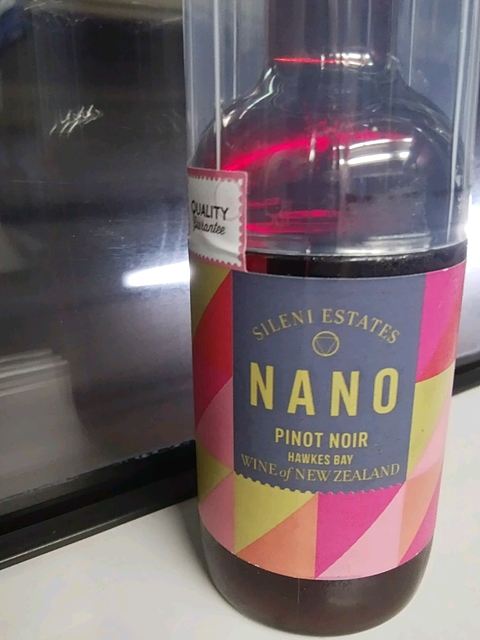 QUALITY
Guarantee
SILENI ESTATES
NANO
PINOT NOIR
HAWKES BAY
WINE of NEW ZEALAND